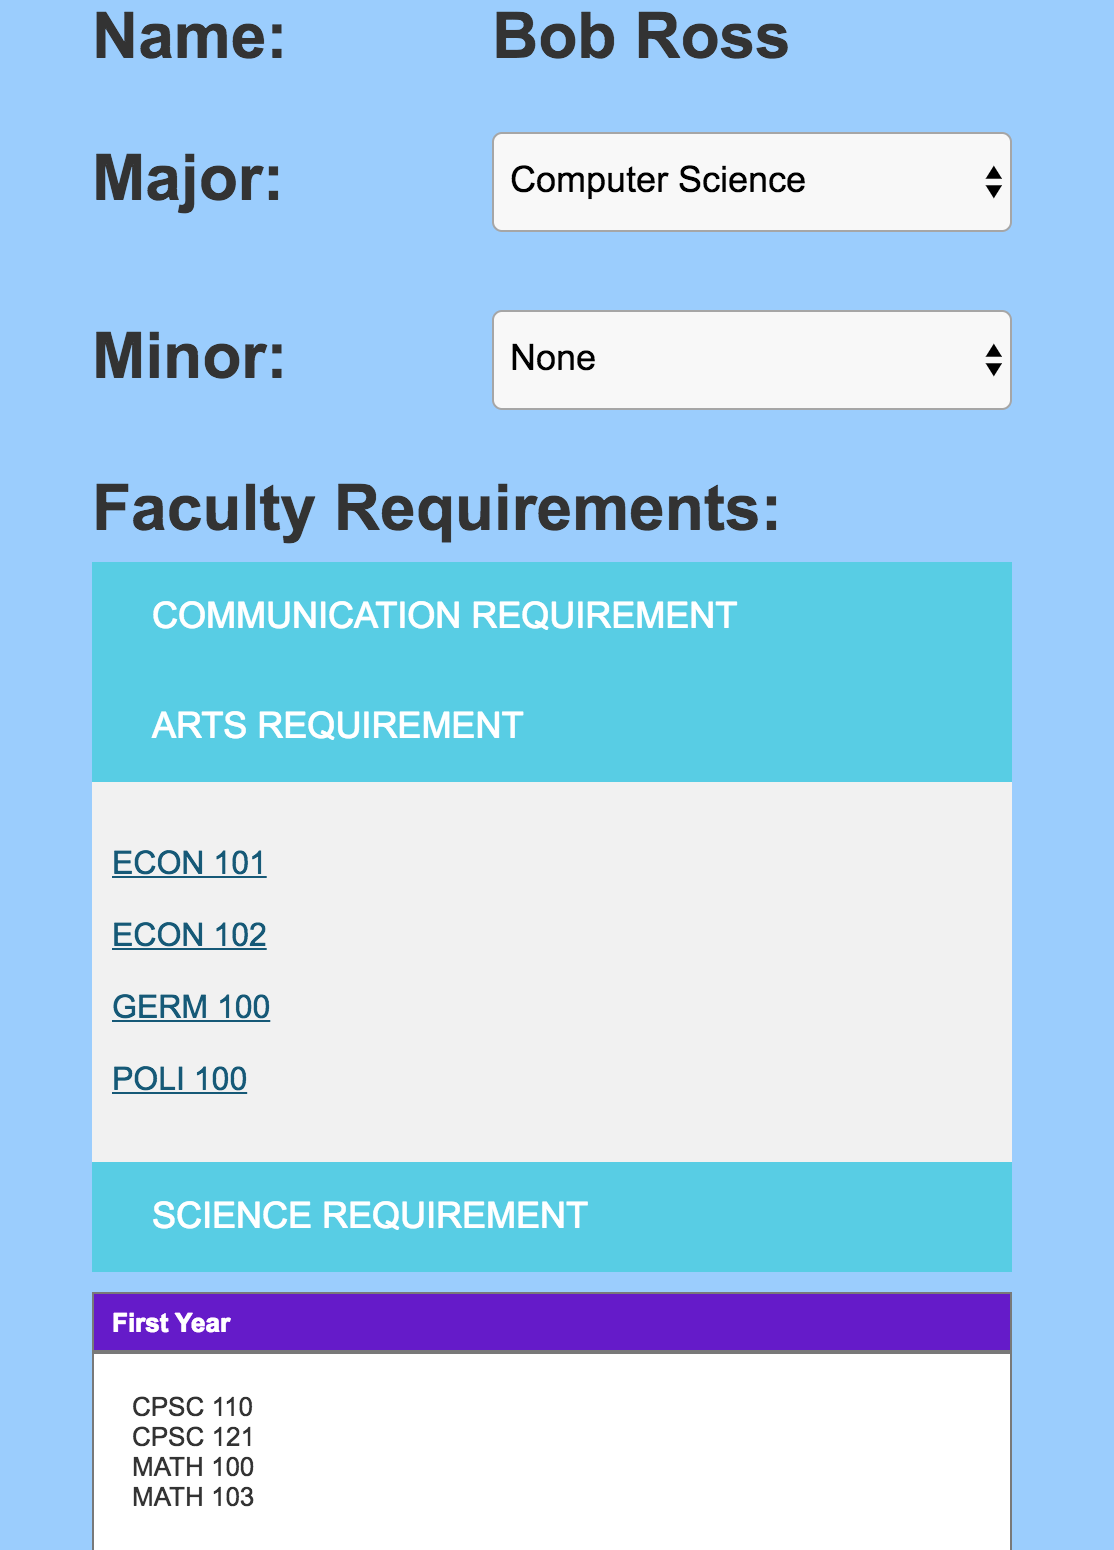 Name: Bob Ross
Major: Computer Science
Minor: None
Faculty Requirements:
COMMUNICATION REQUIREMENT
ARTS REQUIREMENT
ECON 101
ECON 102
GERM 100
POLI 100
SCIENCE REQUIREMENT
First Year
CPSC 110
CPSC 121
MATH 100
MATH 103